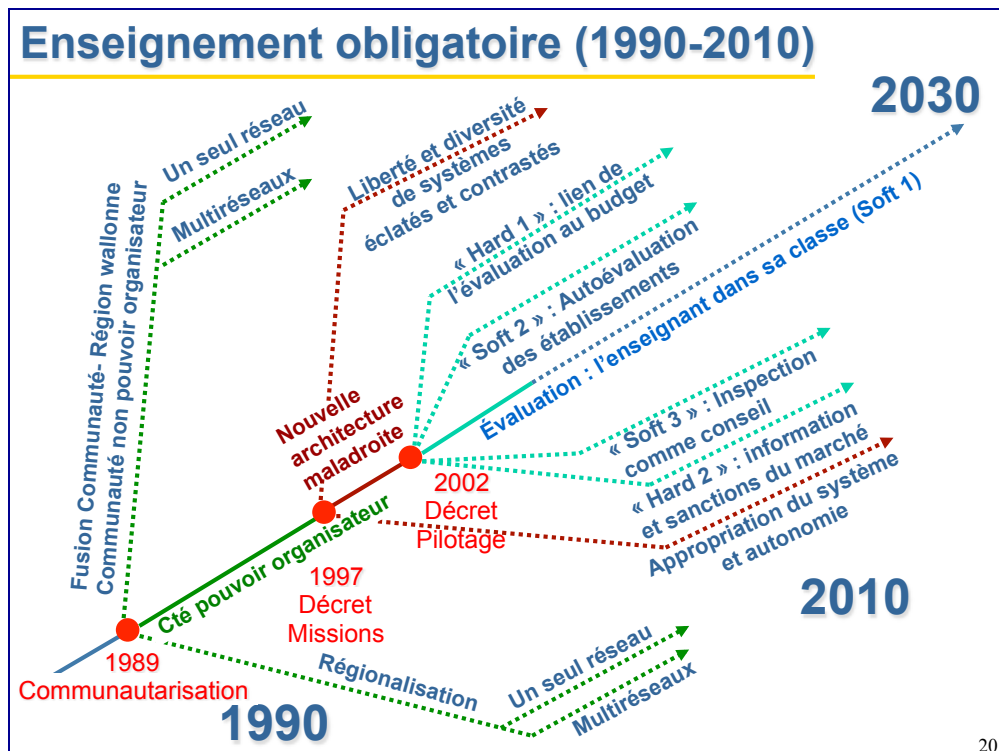 Enseignement obligatoire (1990-2010)
2030
Un seul réseau
Multiréseaux
Fusion Communauté- Région wallonne
Communauté non pouvoir organisateur
Liberté et diversité
de systèmes
éclatés et contrastés
« Hard 1 » : lien de
l’évaluation au budget
« Soft 2 » : Autoévaluation
des établissements
Évaluation : l’enseignant dans sa classe (Soft 1)
Nouvelle
architecture
maladroite
« Soft 3 » : Inspection
comme conseil
« Hard 2 » : information
et sanctions du marché
Appropriation du système
et autonomie
2002
Décret
Pilotage
Cté pouvoir organisateur
1997
Décret
Missions
2010
1989
Communautarisation
Régionalisation
Un seul réseau
Multiréseaux
1990
20